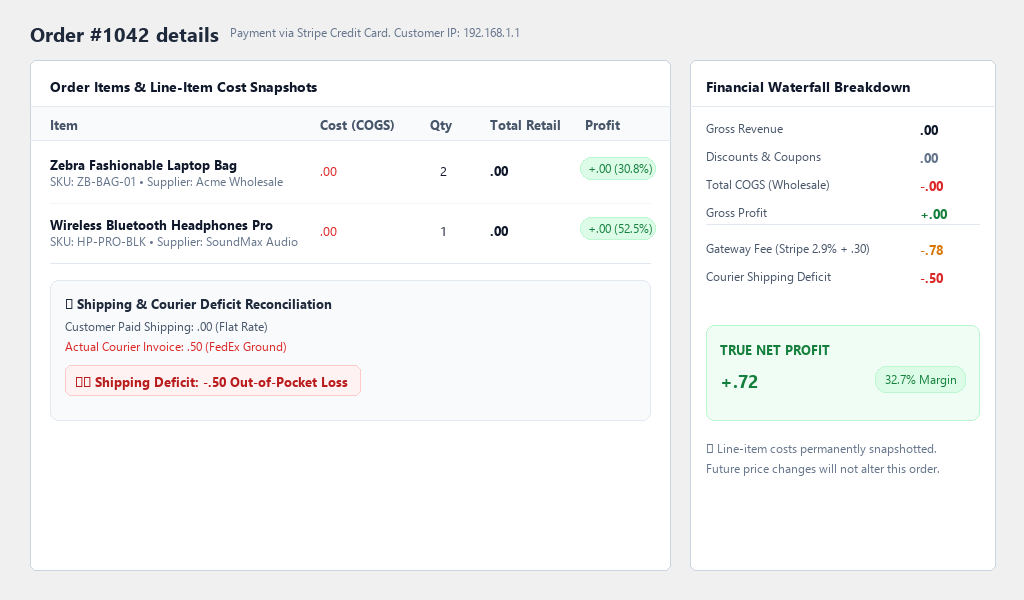 Order #1042 details Payment via Stripe Credit Card. Customer IP: 192.168.1.1
Order Items & Line-Item Cost Snapshots
Item Cost (COGS) Qty Total Retail Profit
Zebra Fashionable Laptop Bag .00 2 .00 +.00 (30.8%)
SKU: ZB-BAG-01 • Supplier: Acme Wholesale
Wireless Bluetooth Headphones Pro .00 1 .00 +.00 (52.5%)
SKU: HP-PRO-BLK • Supplier: SoundMax Audio
Shipping & Courier Deficit Reconciliation
Customer Paid Shipping: .00 (Flat Rate)
Actual Courier Invoice: .50 (FedEx Ground)
Shipping Deficit: -.50 Out-of-Pocket Loss
Financial Waterfall Breakdown
Gross Revenue .00
Discounts & Coupons .00
Total COGS (Wholesale) -.00
Gross Profit +.00
Gateway Fee (Stripe 2.9% + .30) -.78
Courier Shipping Deficit -.50
TRUE NET PROFIT
+.72 32.7% Margin
Line-item costs permanently snapshotted.
Future price changes will not alter this order.